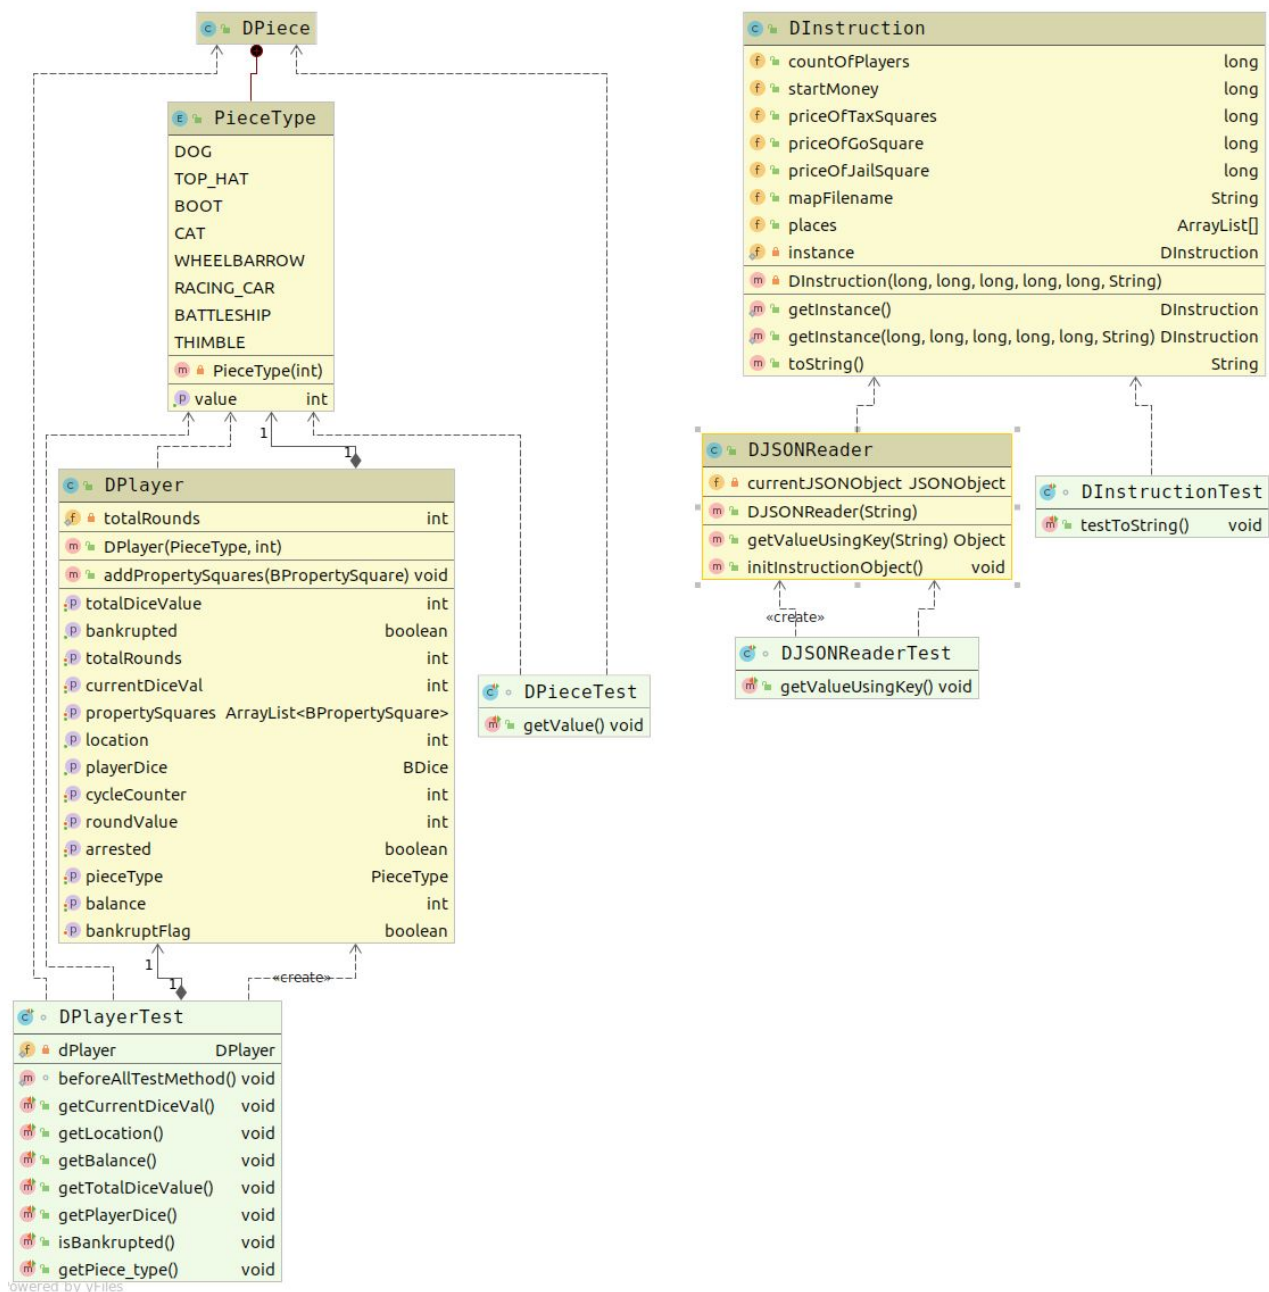 DPiece
PieceType
DOG
TOP_HAT
BOOT
CAT
WHEELBARROW
RACING_CAR
BATTLESHIP
THIMBLE
PieceType(int)
value int
1
1
DPlayer
totalRounds int
DPlayer(PieceType, int)
addPropertySquares(BPropertySquare) void
totalDiceValue int
bankrupted boolean
totalRounds int
currentDiceVal int
propertySquares ArrayList<BPropertySquare>
location int
playerDice BDice
cycleCounter int
roundValue int
arrested boolean
pieceType PieceType
balance int
bankruptFlag boolean
1
1
«create»
DPlayerTest
dPlayer DPlayer
beforeAllTestMethod() void
getCurrentDiceVal() void
getLocation() void
getBalance() void
getTotalDiceValue() void
getPlayerDice() void
isBankrupted() void
getPiece_type() void
DPieceTest
getValue() void
DInstruction
countOfPlayers long
startMoney long
priceOfTaxSquares long
priceOfGoSquare long
priceOfJailSquare long
mapFilename String
places ArrayList[]
instance DInstruction
DInstruction(long, long, long, long, long, String)
getInstance() DInstruction
getInstance(long, long, long, long, long, String) DInstruction
toString() String
DJSONReader
currentJSONObject JSONObject
DJSONReader(String)
getValueUsingKey(String) Object
initInstructionObject() void
«create»
DJSONReaderTest
getValueUsingKey() void
DInstructionTest
testToString() void
owered by yFiles